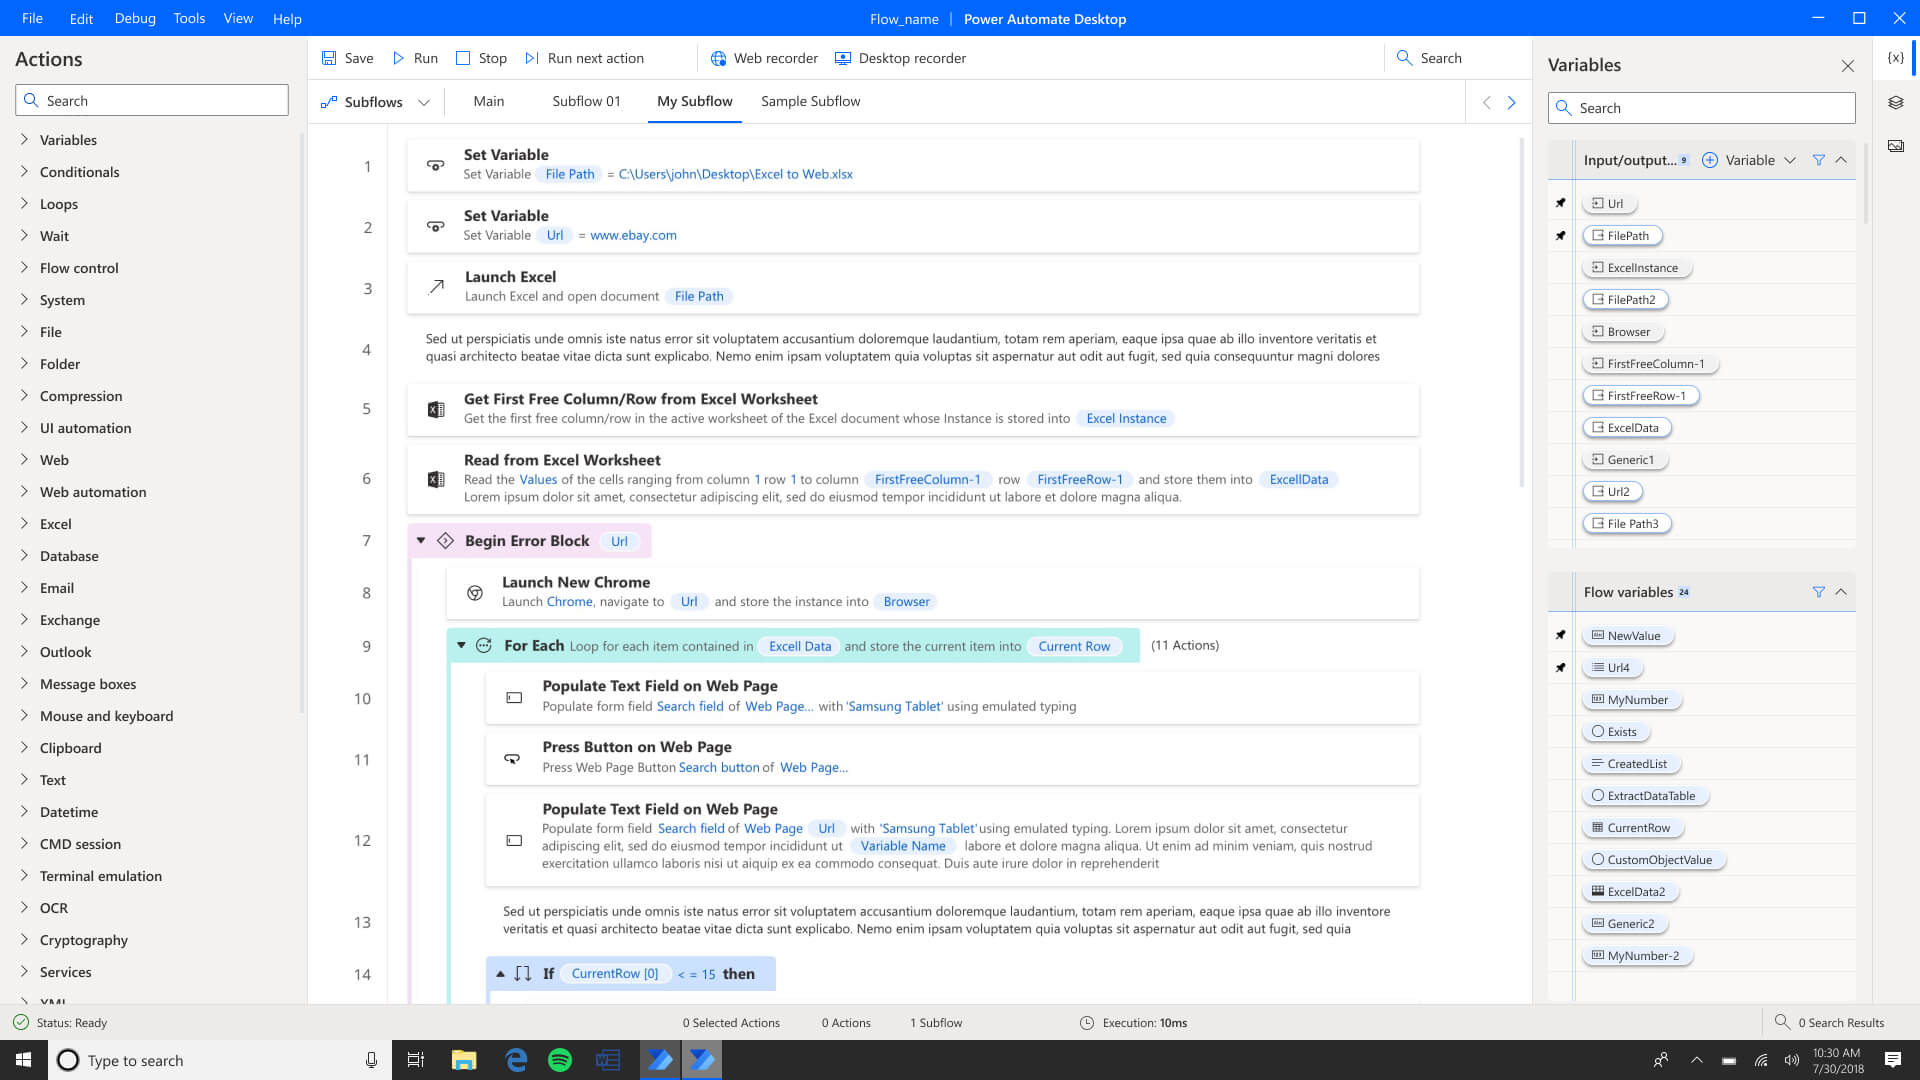 File Edit Debug Tools View Help
Flow_name | Power Automate Desktop
Actions
Search
Variables
Conditionals
Loops
Wait
Flow control
System
File
Folder
Compression
UI automation
Web
Web automation
Excel
Database
Email
Exchange
Outlook
Message boxes
Mouse and keyboard
Clipboard
Text
Datetime
CMD session
Terminal emulation
OCR
Cryptography
Services
XML
Save Run Stop Run next action Web recorder Desktop recorder Search
Subflows Main Subflow 01 My Subflow Sample Subflow
1
Set Variable
Set Variable File Path = C:\Users\john\Desktop\Excel to Web.xlsx
2
Set Variable
Set Variable Url = www.ebay.com
3
Launch Excel
Launch Excel and open document File Path
4
Sed ut perspiciatis unde omnis iste natus error sit voluptatem accusantium doloremque laudantium, totam rem aperiam, eaque ipsa quae ab illo inventore veritatis et
quasi architecto beatae vitae dicta sunt explicabo. Nemo enim ipsam voluptatem quia voluptas sit aspernatur aut odit aut fugit, sed quia consequuntur magni dolores
5
Get First Free Column/Row from Excel Worksheet
Get the first free column/row in the active worksheet of the Excel document whose Instance is stored into Excel Instance
6
Read from Excel Worksheet
Read the Values of the cells ranging from column 1 row 1 to column FirstFreeColumn-1 row FirstFreeRow-1 and store them into ExcellData
Lorem ipsum dolor sit amet, consectetur adipiscing elit, sed do eiusmod tempor incididunt ut labore et dolore magna aliqua.
7
Begin Error Block Url
8
Launch New Chrome
Launch Chrome, navigate to Url and store the instance into Browser
9
For Each Loop for each item contained in Excell Data and store the current item into Current Row (11 Actions)
10
Populate Text Field on Web Page
Populate form field Search field of Web Page... with 'Samsung Tablet' using emulated typing
11
Press Button on Web Page
Press Web Page Button Search button of Web Page...
12
Populate Text Field on Web Page
Populate form field Search field of Web Page Url with 'Samsung Tablet' using emulated typing. Lorem ipsum dolor sit amet, consectetur
adipiscing elit, sed do eiusmod tempor incididunt ut Variable Name labore et dolore magna aliqua. Ut enim ad minim veniam, quis nostrud
exercitation ullamco laboris nisi ut aiquip ex ea commodo consequat. Duis aute irure dolor in reprehenderit
13
Sed ut perspiciatis unde omnis iste natus error sit voluptatem accusantium doloremque laudantium, totam rem aperiam, eaque ipsa quae ab illo inventore
veritatis et quasi architecto beatae vitae dicta sunt explicabo. Nemo enim ipsam voluptatem quia voluptas sit aspernatur aut odit aut fugit, sed quia
14
If CurrentRow [0] < = 15 then
Variables
{x}
Search
Input/output... 9 Variable
Url
FilePath
ExcelInstance
FilePath2
Browser
FirstFreeColumn-1
FirstFreeRow-1
ExcelData
Generic1
Url2
File Path3
Flow variables 24
NewValue
Url4
MyNumber
Exists
CreatedList
ExtractDataTable
CurrentRow
CustomObjectValue
ExcelData2
Generic2
MyNumber-2
Status: Ready 0 Selected Actions 0 Actions 1 Subflow Execution: 10ms 0 Search Results
Type to search
10:30 AM
7/30/2018